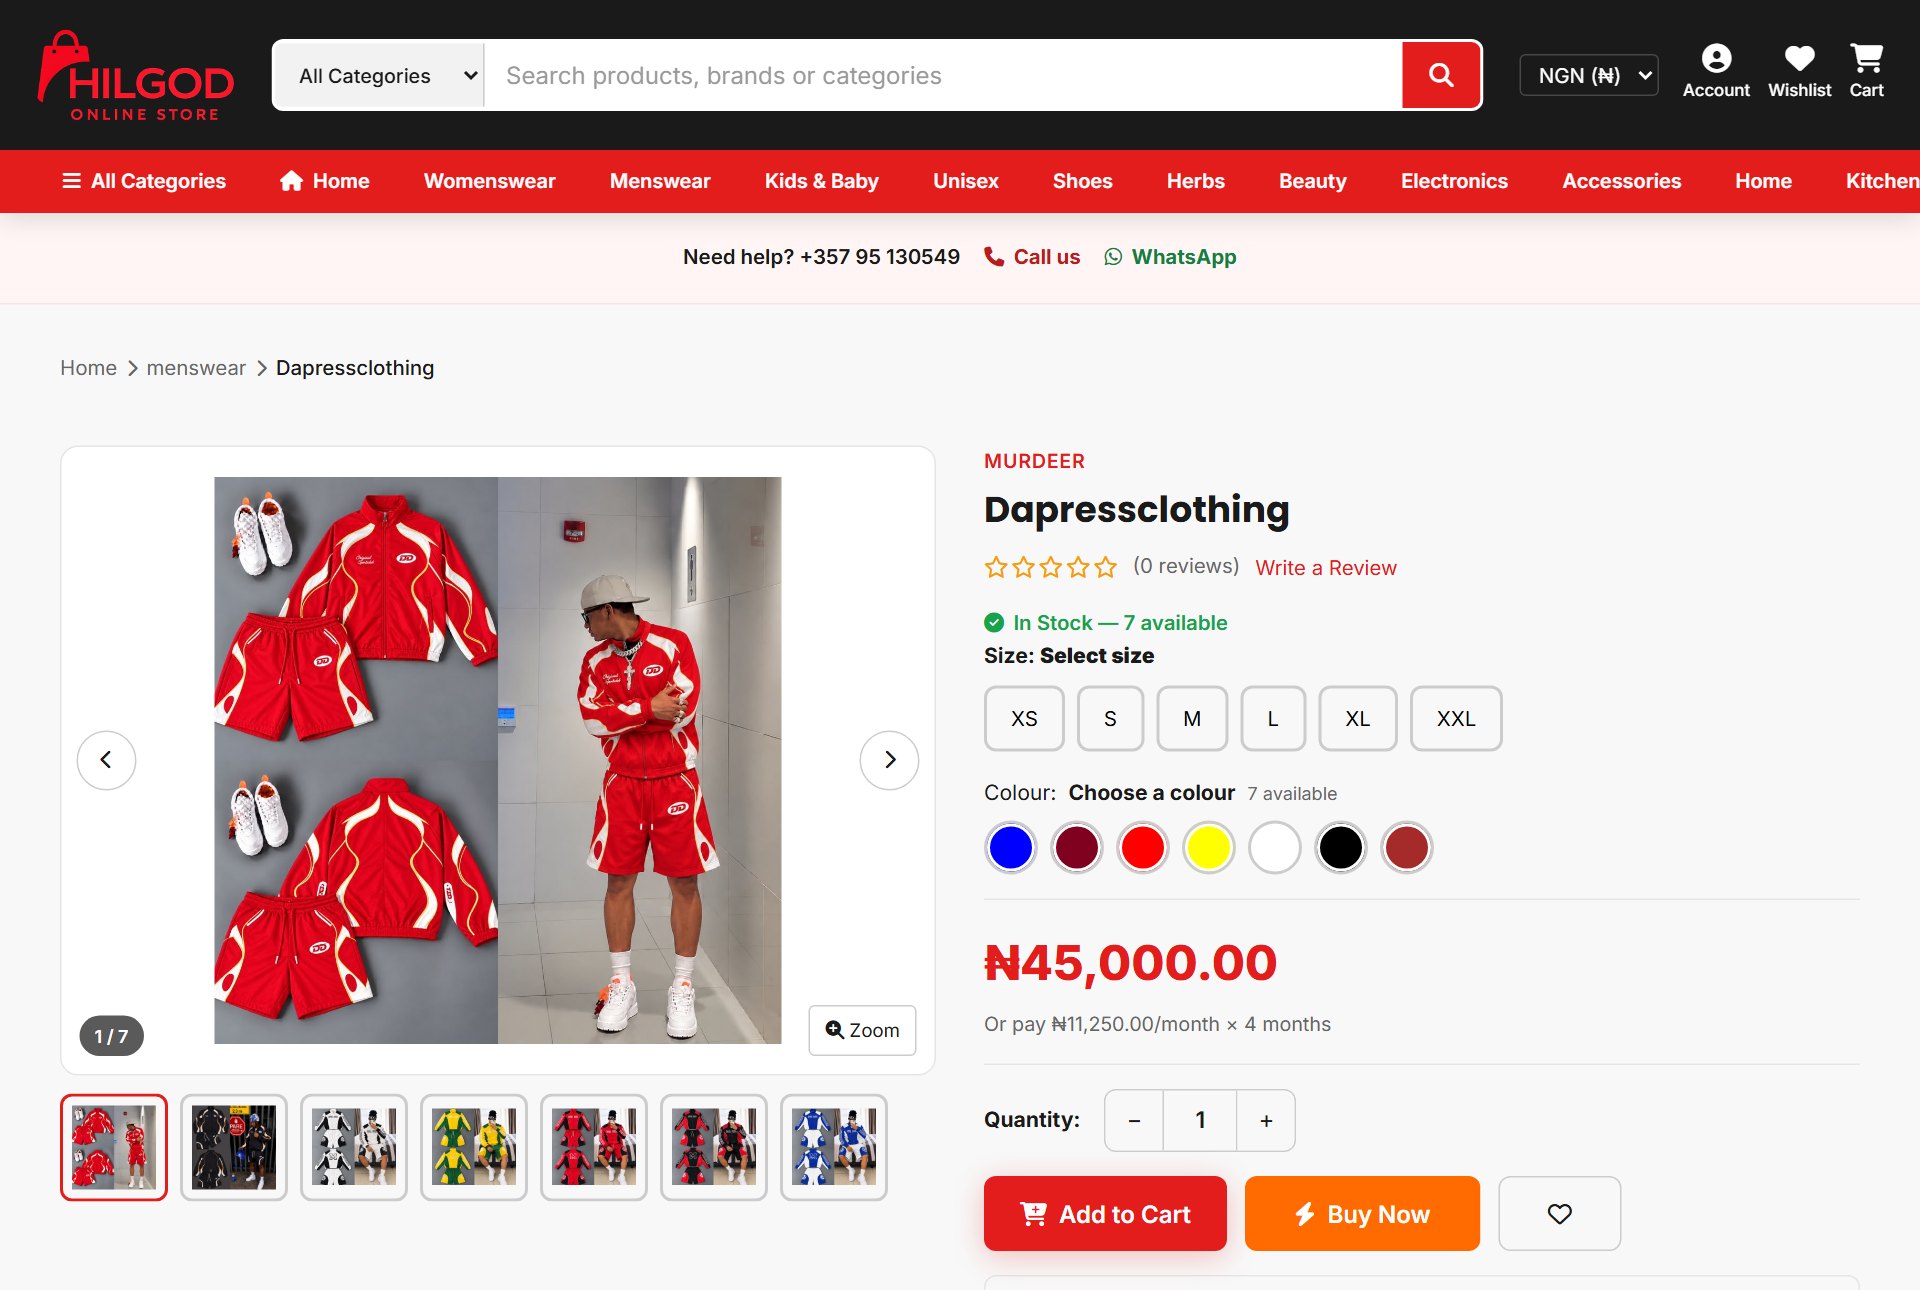 HILGOD
ONLINE STORE
All Categories
Search products, brands or categories
NGN (₦)
Account
Wishlist
Cart
All Categories
Home
Womenswear
Menswear
Kids & Baby
Unisex
Shoes
Herbs
Beauty
Electronics
Accessories
Home
Kitchen
Need help? +357 95 130549
Call us
WhatsApp
Home
menswear
Dapressclothing
1 / 7
Zoom
MURDEER
Dapressclothing
(0 reviews)
Write a Review
In Stock — 7 available
Size: Select size
XS
S
M
L
XL
XXL
Colour: Choose a colour 7 available
₦45,000.00
Or pay ₦11,250.00/month × 4 months
Quantity:
−
1
+
Add to Cart
Buy Now